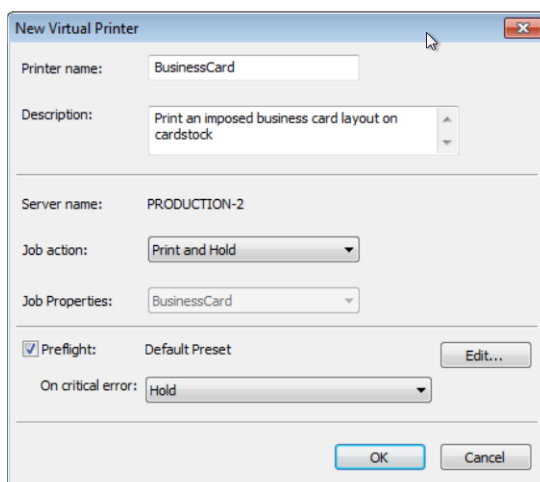 New Virtual Printer
Printer name: BusinessCard
Description: Print an imposed business card layout on
cardstock
Server name: PRODUCTION-2
Job action: Print and Hold
Job Properties: BusinessCard
Preflight: Default Preset Edit...
On critical error: Hold
OK Cancel